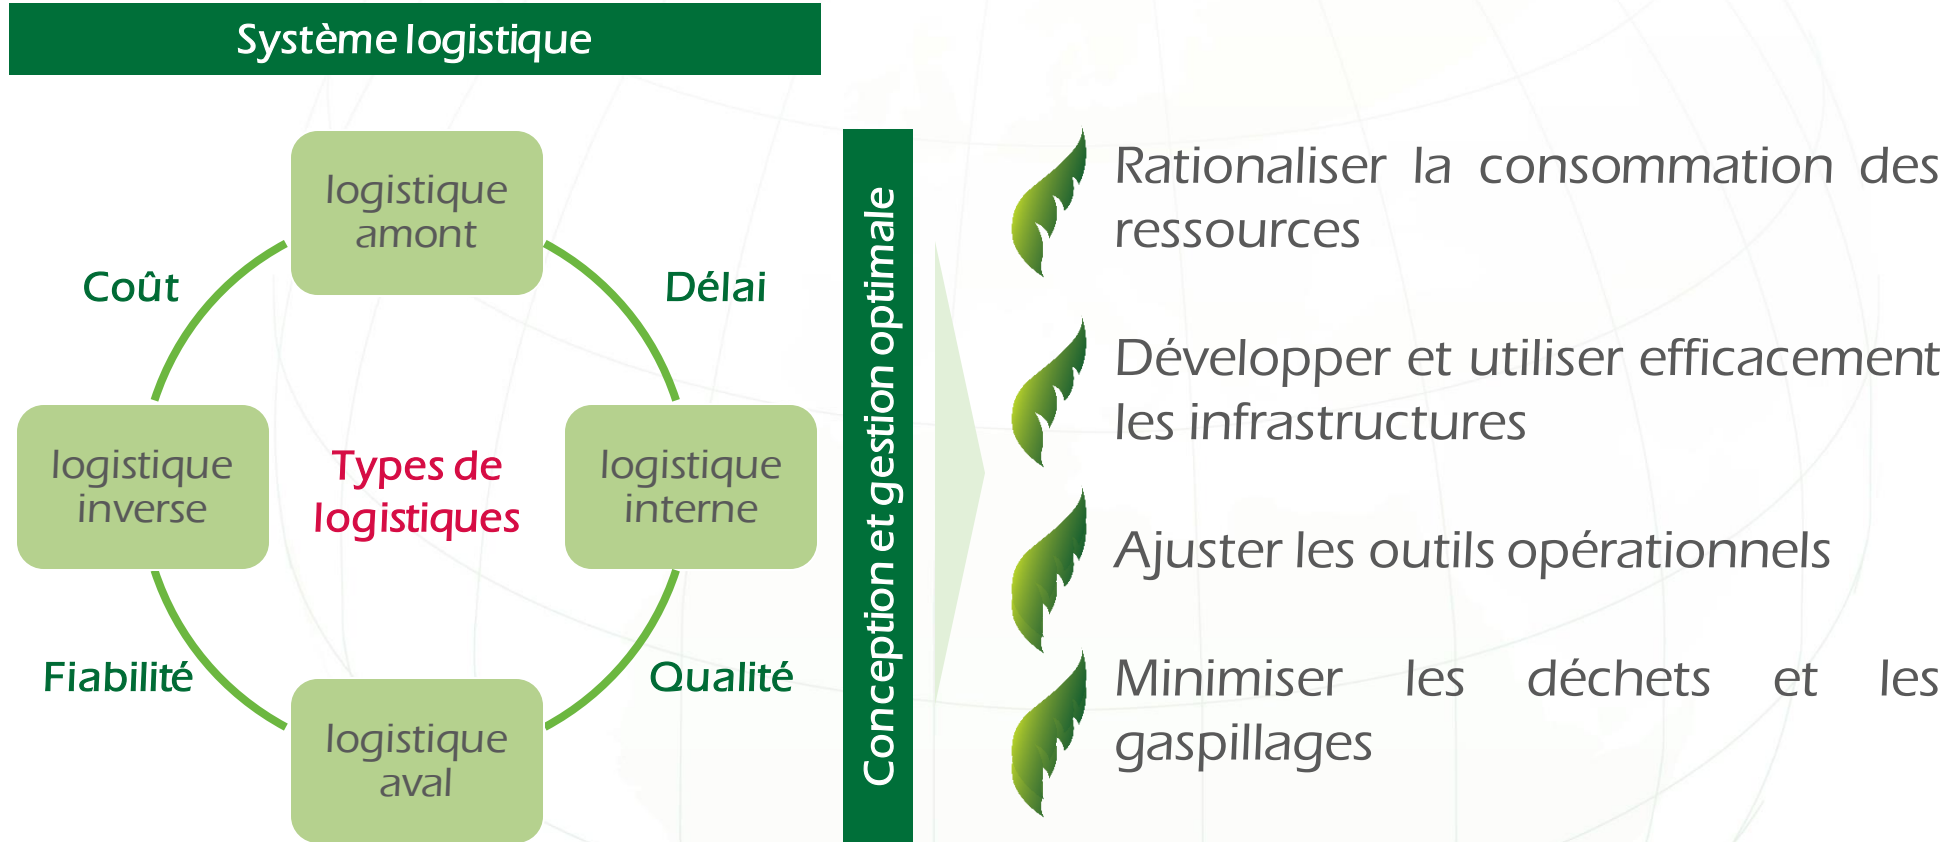 Système logistique
logistique
amont
Coût
Délai
logistique
inverse
Types de
logistiques
logistique
interne
Fiabilité
Qualité
logistique
aval
Conception et gestion optimale
Rationaliser la consommation des
ressources
Développer et utiliser efficacement
les infrastructures
Ajuster les outils opérationnels
Minimiser les déchets et les
gaspillages